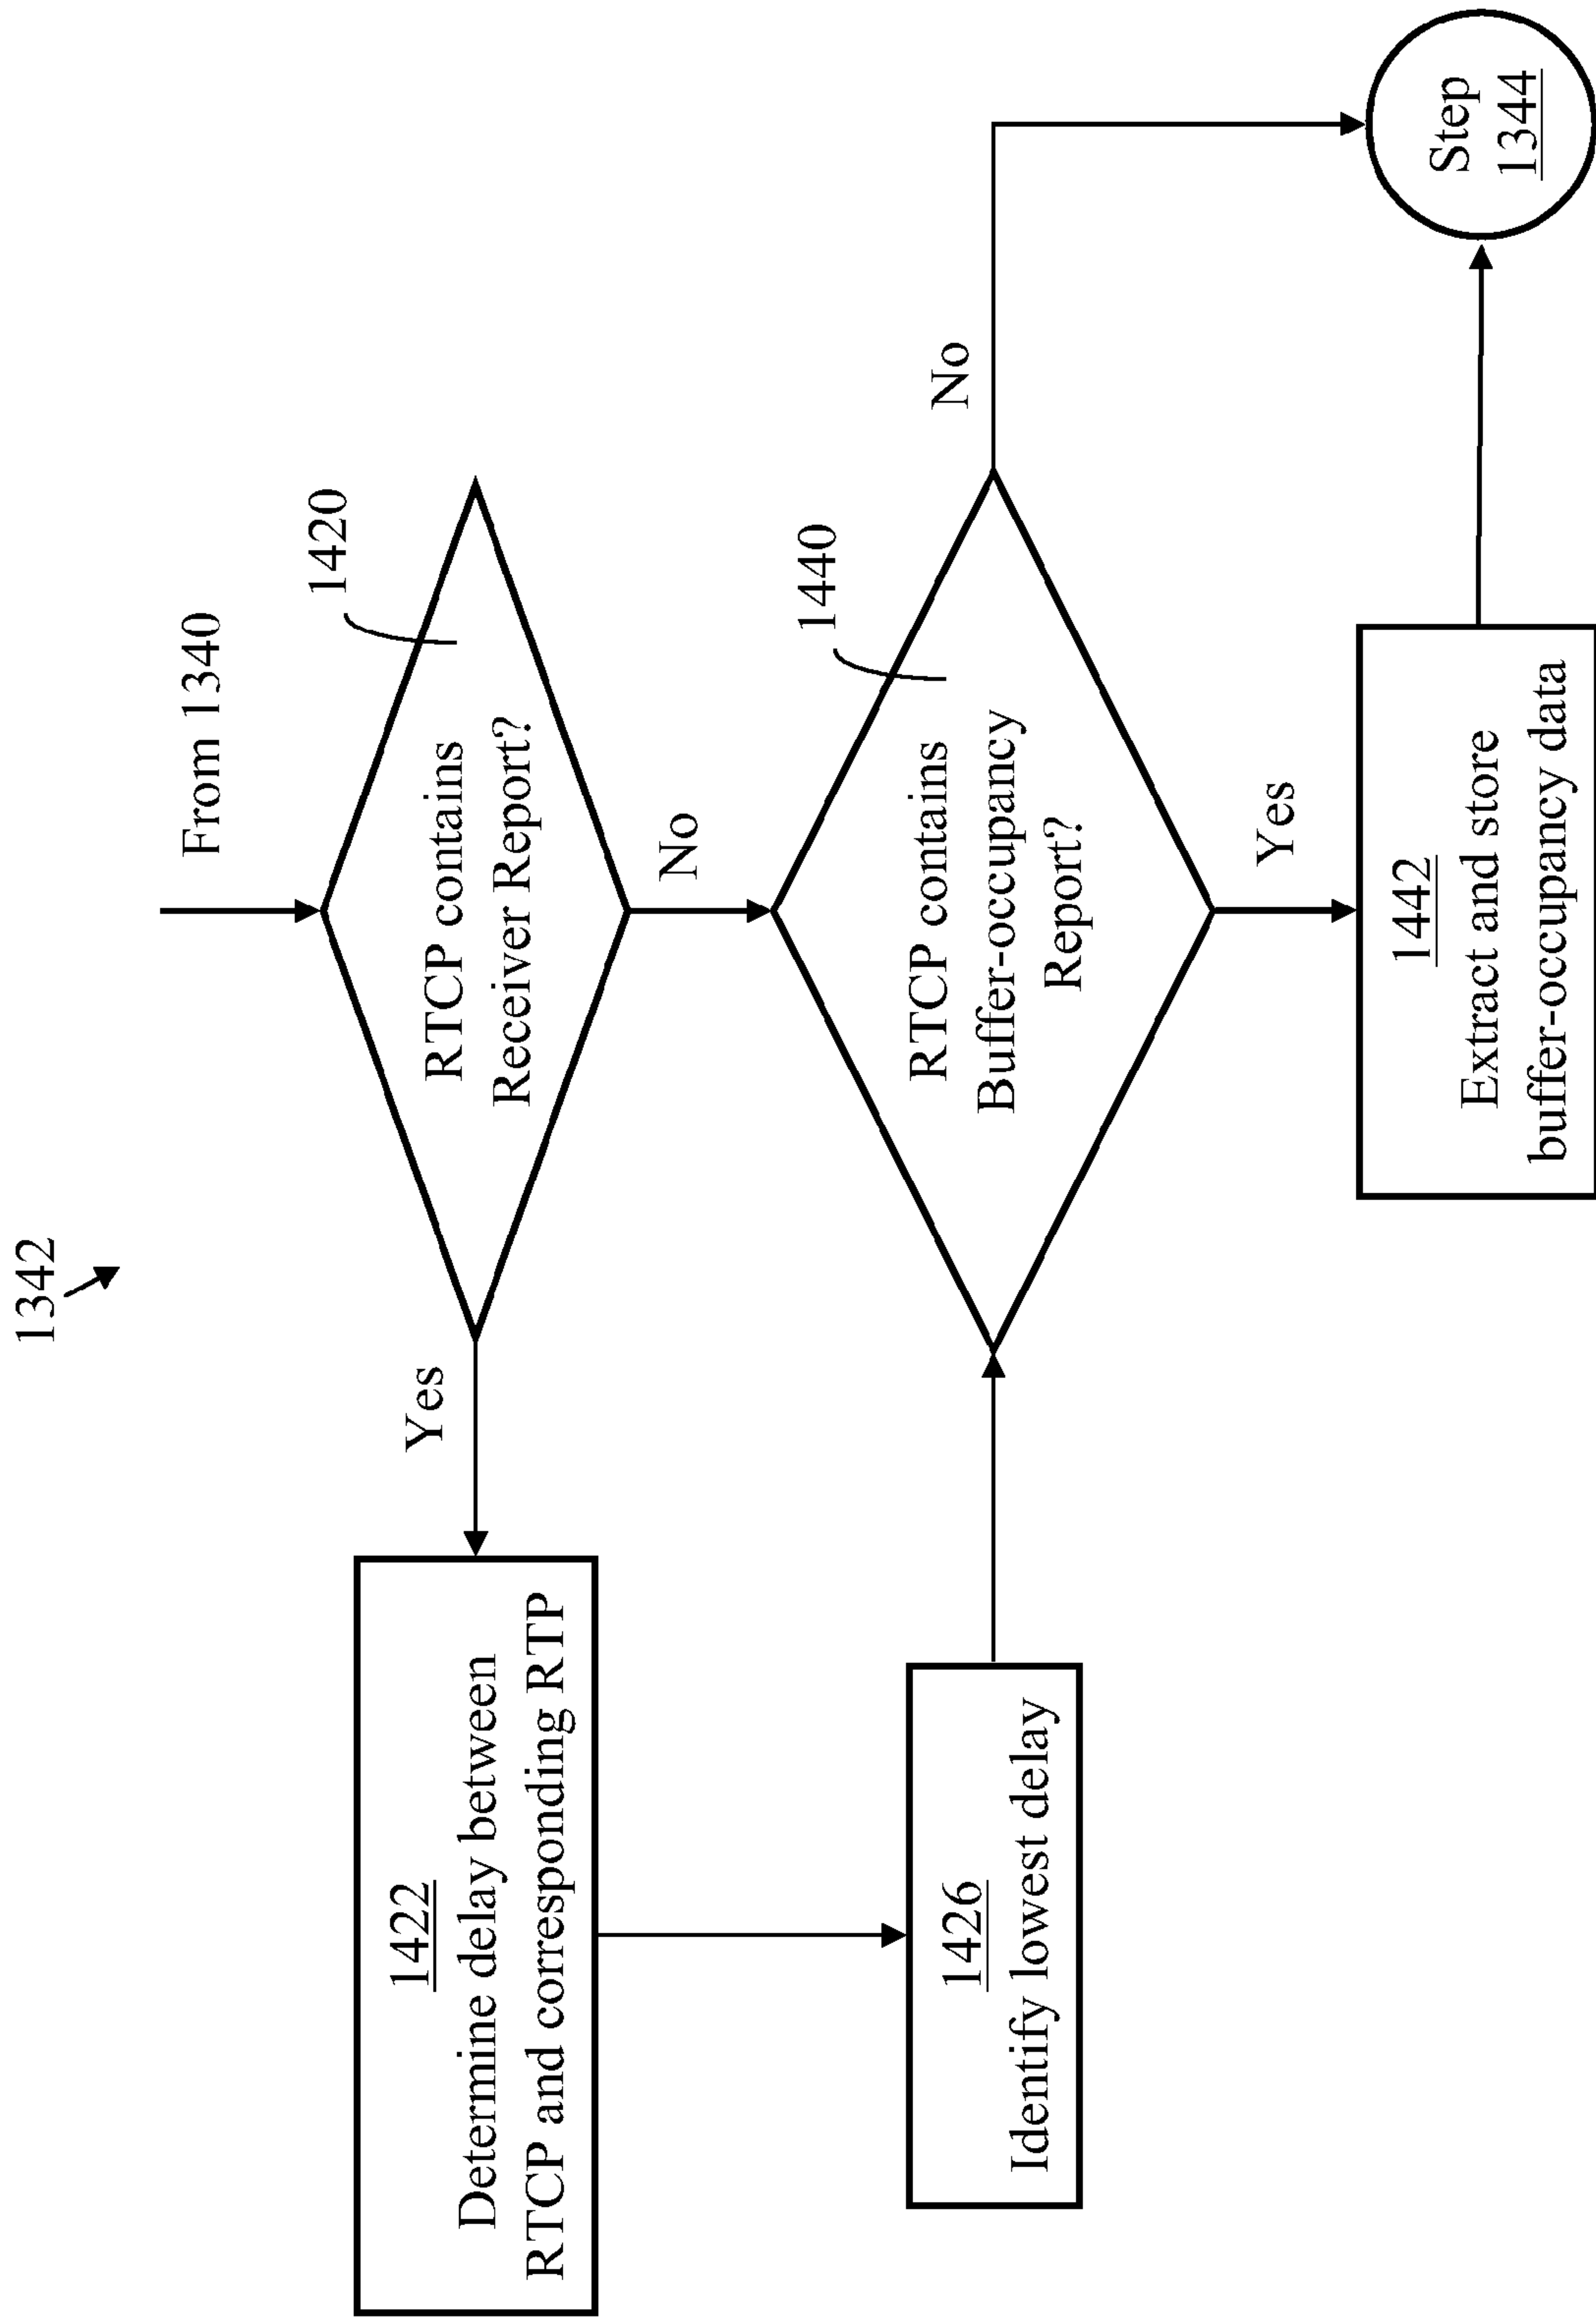 1342
From 1340
1420
RTCP contains
Receiver Report?
Yes
No
1422
Determine delay between
RTCP and corresponding RTP
1426
Identify lowest delay
1440
RTCP contains
Buffer-occupancy
Report?
No
Yes
1442
Extract and store
buffer-occupancy data
Step
1344